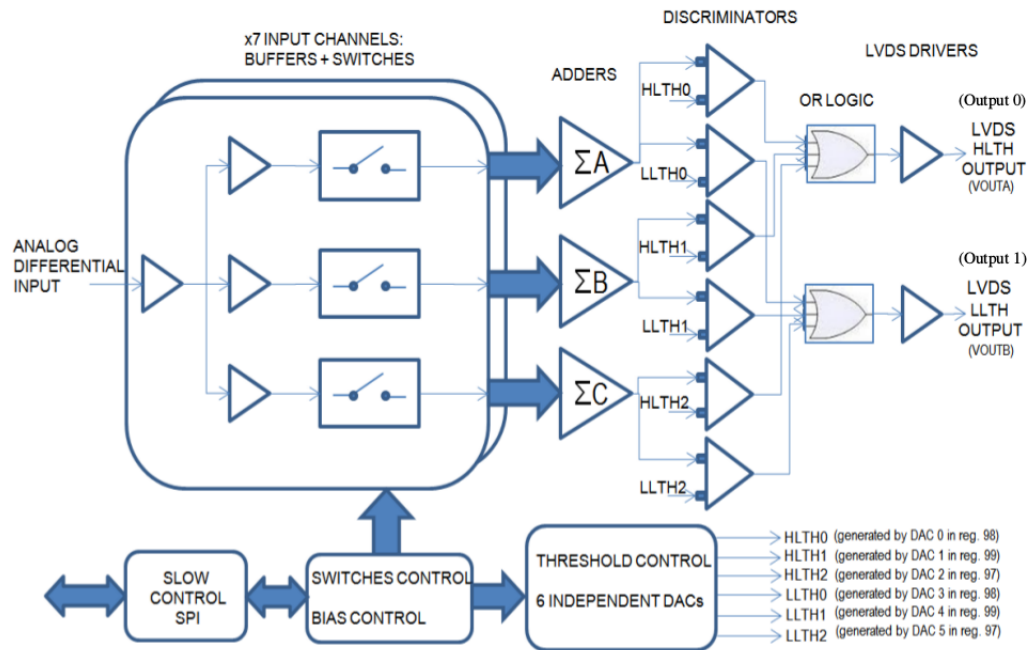 DISCRIMINATORS
x7 INPUT CHANNELS:
BUFFERS + SWITCHES
ADDERS
LVDS DRIVERS
HLTH0
OR LOGIC
(Output 0)
LVDS
HLTH
OUTPUT
(VOUTA)
ΣA
LLTH0
ANALOG
DIFFERENTIAL
INPUT
HLTH1
ΣB
(Output 1)
LVDS
LLTH
OUTPUT
(VOUTB)
LLTH1
ΣC
HLTH2
LLTH2
SLOW
CONTROL
SPI
SWITCHES CONTROL
BIAS CONTROL
THRESHOLD CONTROL
6 INDEPENDENT DACs
HLTH0 (generated by DAC 0 in reg. 98)
HLTH1 (generated by DAC 1 in reg. 99)
HLTH2 (generated by DAC 2 in reg. 97)
LLTH0 (generated by DAC 3 in reg. 98)
LLTH1 (generated by DAC 4 in reg. 99)
LLTH2 (generated by DAC 5 in reg. 97)